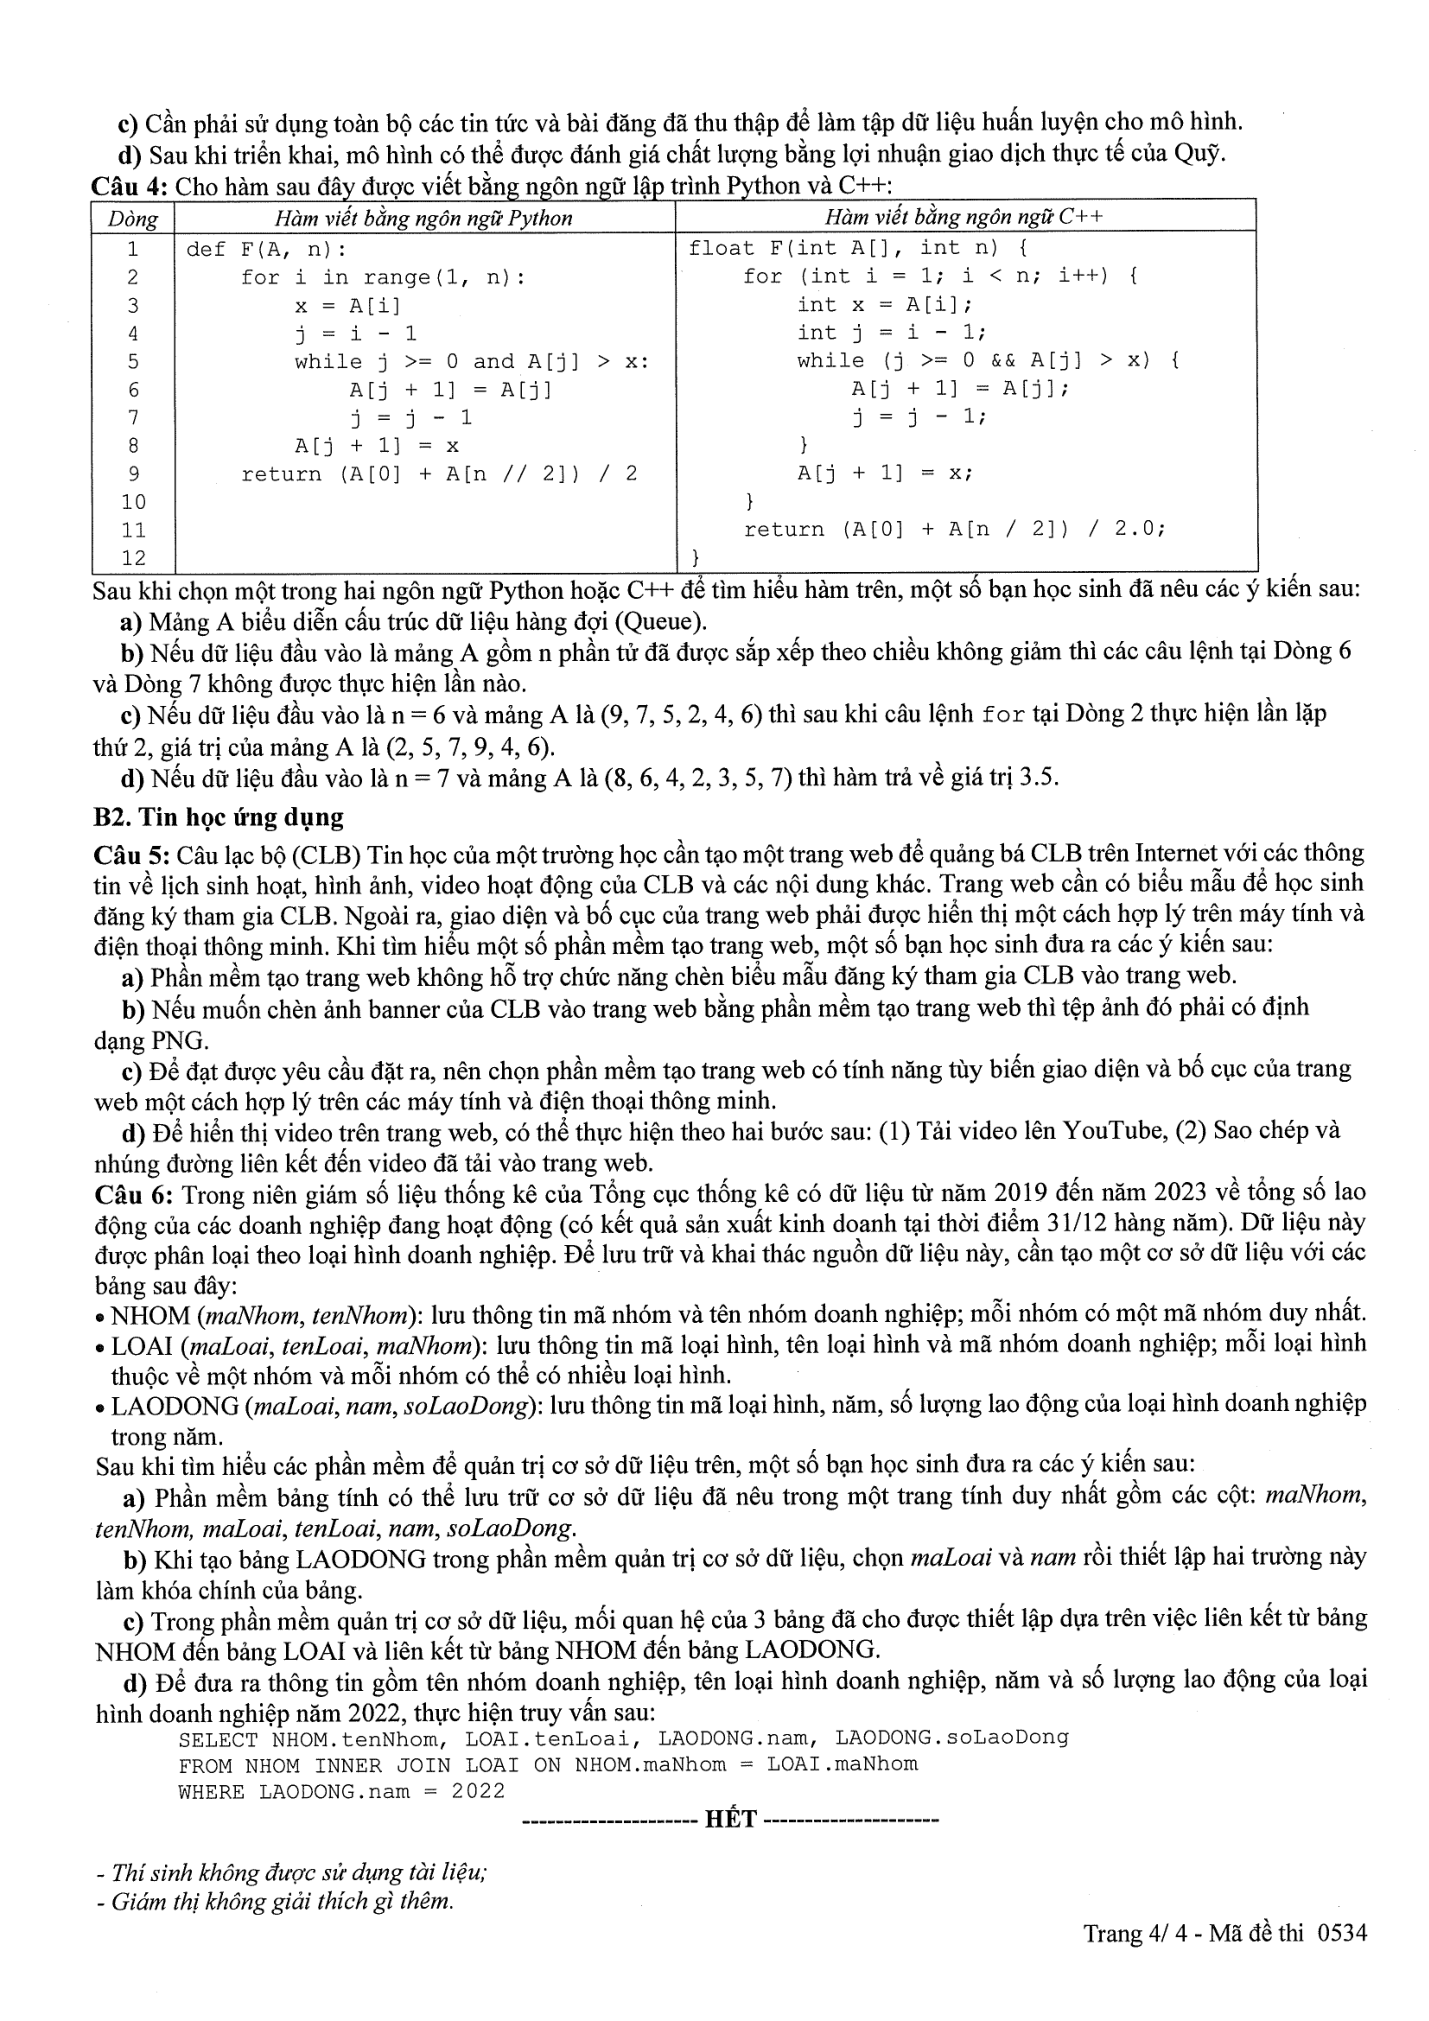 c) Cần phải sử dụng toàn bộ các tin tức và bài đăng đã thu thập để làm tập dữ liệu huấn luyện cho mô hình.
d) Sau khi triển khai, mô hình có thể được đánh giá chất lượng bằng lợi nhuận giao dịch thực tế của Quỹ.
Câu 4: Cho hàm sau đây được viết bằng ngôn ngữ lập trình Python và C++:
Dòng Hàm viết bằng ngôn ngữ Python Hàm viết bằng ngôn ngữ C++
1 def F(A, n): float F(int A[], int n) {
2 for i in range(1, n): for (int i = 1; i < n; i++) {
3 x = A[i] int x = A[i];
4 j = i - 1 int j = i - 1;
5 while j >= 0 and A[j] > x: while (j >= 0 && A[j] > x) {
6 A[j + 1] = A[j] A[j + 1] = A[j];
7 j = j - 1 j = j - 1;
8 A[j + 1] = x }
9 return (A[0] + A[n // 2]) / 2 A[j + 1] = x;
10 }
11 return (A[0] + A[n / 2]) / 2.0;
12 }
Sau khi chọn một trong hai ngôn ngữ Python hoặc C++ để tìm hiểu hàm trên, một số bạn học sinh đã nêu các ý kiến sau:
a) Mảng A biểu diễn cấu trúc dữ liệu hàng đợi (Queue).
b) Nếu dữ liệu đầu vào là mảng A gồm n phần tử đã được sắp xếp theo chiều không giảm thì các câu lệnh tại Dòng 6
và Dòng 7 không được thực hiện lần nào.
c) Nếu dữ liệu đầu vào là n = 6 và mảng A là (9, 7, 5, 2, 4, 6) thì sau khi câu lệnh for tại Dòng 2 thực hiện lần lặp
thứ 2, giá trị của mảng A là (2, 5, 7, 9, 4, 6).
d) Nếu dữ liệu đầu vào là n = 7 và mảng A là (8, 6, 4, 2, 3, 5, 7) thì hàm trả về giá trị 3.5.
B2. Tin học ứng dụng
Câu 5: Câu lạc bộ (CLB) Tin học của một trường học cần tạo một trang web để quảng bá CLB trên Internet với các thông
tin về lịch sinh hoạt, hình ảnh, video hoạt động của CLB và các nội dung khác. Trang web cần có biểu mẫu để học sinh
đăng ký tham gia CLB. Ngoài ra, giao diện và bố cục của trang web phải được hiển thị một cách hợp lý trên máy tính và
điện thoại thông minh. Khi tìm hiểu một số phần mềm tạo trang web, một số bạn học sinh đưa ra các ý kiến sau:
a) Phần mềm tạo trang web không hỗ trợ chức năng chèn biểu mẫu đăng ký tham gia CLB vào trang web.
b) Nếu muốn chèn ảnh banner của CLB vào trang web bằng phần mềm tạo trang web thì tệp ảnh đó phải có định
dạng PNG.
c) Để đạt được yêu cầu đặt ra, nên chọn phần mềm tạo trang web có tính năng tùy biến giao diện và bố cục của trang
web một cách hợp lý trên các máy tính và điện thoại thông minh.
d) Để hiển thị video trên trang web, có thể thực hiện theo hai bước sau: (1) Tải video lên YouTube, (2) Sao chép và
nhúng đường liên kết đến video đã tải vào trang web.
Câu 6: Trong niên giám số liệu thống kê của Tổng cục thống kê có dữ liệu từ năm 2019 đến năm 2023 về tổng số lao
động của các doanh nghiệp đang hoạt động (có kết quả sản xuất kinh doanh tại thời điểm 31/12 hàng năm). Dữ liệu này
được phân loại theo loại hình doanh nghiệp. Để lưu trữ và khai thác nguồn dữ liệu này, cần tạo một cơ sở dữ liệu với các
bảng sau đây:
• NHOM (maNhom, tenNhom): lưu thông tin mã nhóm và tên nhóm doanh nghiệp; mỗi nhóm có một mã nhóm duy nhất.
• LOAI (maLoai, tenLoai, maNhom): lưu thông tin mã loại hình, tên loại hình và mã nhóm doanh nghiệp; mỗi loại hình
thuộc về một nhóm và mỗi nhóm có thể có nhiều loại hình.
• LAODONG (maLoai, nam, soLaoDong): lưu thông tin mã loại hình, năm, số lượng lao động của loại hình doanh nghiệp
trong năm.
Sau khi tìm hiểu các phần mềm để quản trị cơ sở dữ liệu trên, một số bạn học sinh đưa ra các ý kiến sau:
a) Phần mềm bảng tính có thể lưu trữ cơ sở dữ liệu đã nêu trong một trang tính duy nhất gồm các cột: maNhom,
tenNhom, maLoai, tenLoai, nam, soLaoDong.
b) Khi tạo bảng LAODONG trong phần mềm quản trị cơ sở dữ liệu, chọn maLoai và nam rồi thiết lập hai trường này
làm khóa chính của bảng.
c) Trong phần mềm quản trị cơ sở dữ liệu, mối quan hệ của 3 bảng đã cho được thiết lập dựa trên việc liên kết từ bảng
NHOM đến bảng LOAI và liên kết từ bảng NHOM đến bảng LAODONG.
d) Để đưa ra thông tin gồm tên nhóm doanh nghiệp, tên loại hình doanh nghiệp, năm và số lượng lao động của loại
hình doanh nghiệp năm 2022, thực hiện truy vấn sau:
SELECT NHOM.tenNhom, LOAI.tenLoai, LAODONG.nam, LAODONG.soLaoDong
FROM NHOM INNER JOIN LOAI ON NHOM.maNhom = LOAI.maNhom
WHERE LAODONG.nam = 2022
--------------------- HẾT ---------------------
- Thí sinh không được sử dụng tài liệu;
- Giám thị không giải thích gì thêm.
Trang 4/ 4 - Mã đề thi 0534